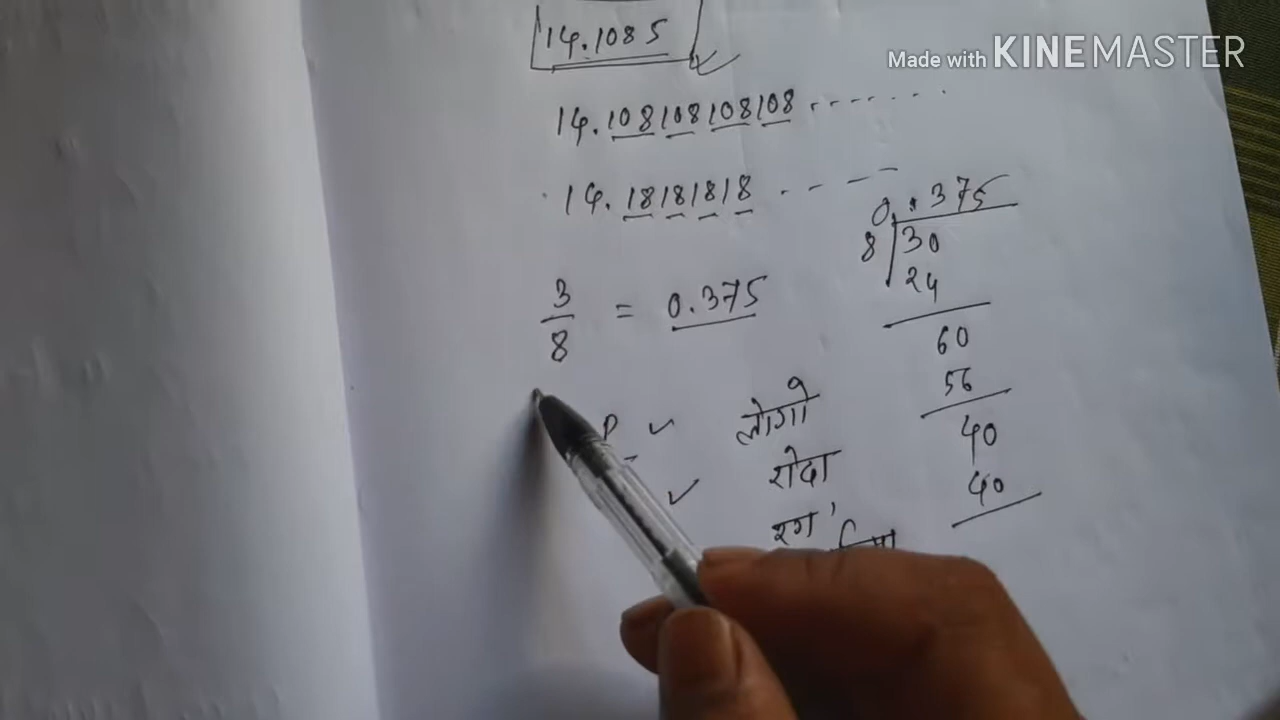 14.1085
Made with KINEMASTER
14.108108108108.......
14.18181818 . - - -
3/8 = 0.375
0.375
8 30
24
60
56
40
40
P ✓ लोगो
✓ रोदा
रग